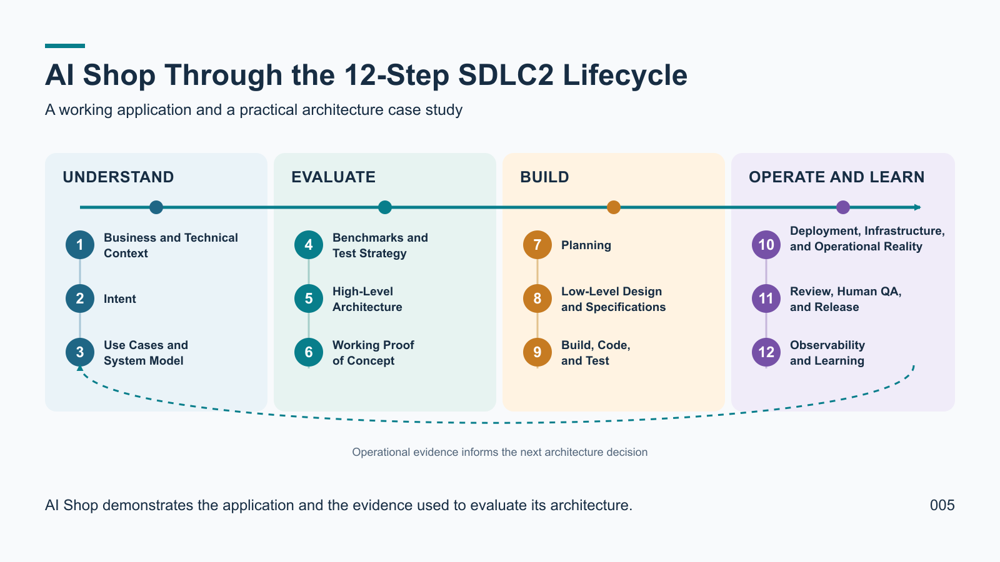 AI Shop Through the 12-Step SDLC2 Lifecycle
A working application and a practical architecture case study
UNDERSTAND
1
Business and Technical
Context
2
Intent
3
Use Cases and
System Model
EVALUATE
4
Benchmarks and
Test Strategy
5
High-Level
Architecture
6
Working Proof
of Concept
BUILD
7
Planning
8
Low-Level Design
and Specifications
9
Build, Code,
and Test
OPERATE AND LEARN
10
Deployment, Infrastructure,
and Operational Reality
11
Review, Human QA,
and Release
12
Observability
and Learning
Operational evidence informs the next architecture decision
AI Shop demonstrates the application and the evidence used to evaluate its architecture.
005